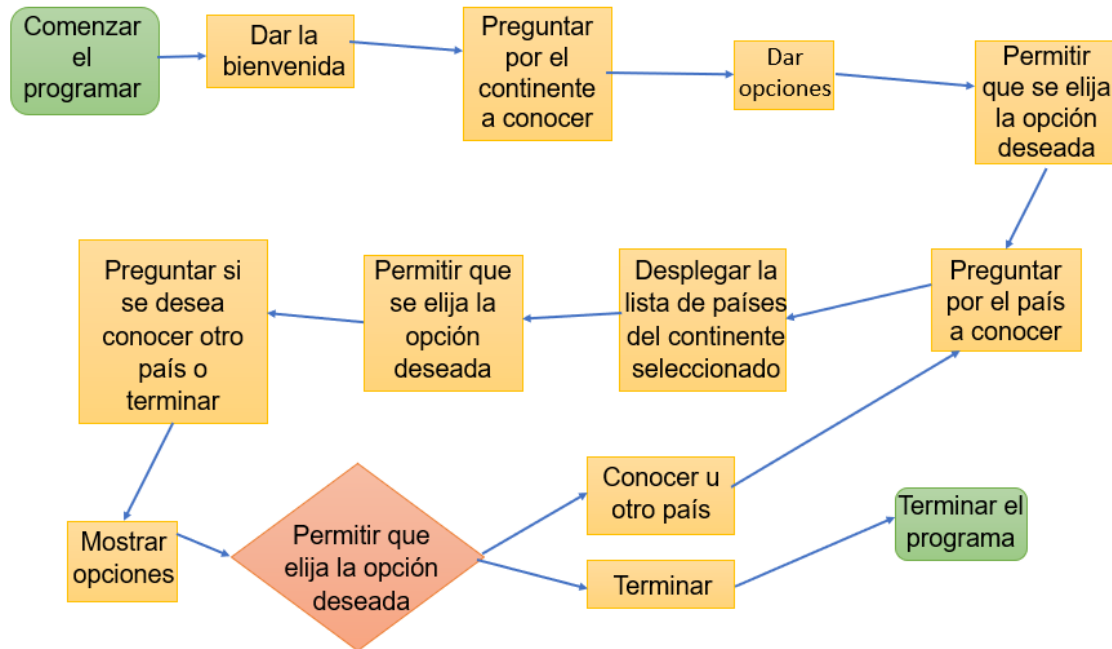 Comenzar
el
programar
Dar la
bienvenida
Preguntar
por el
continente
a conocer
Dar
opciones
Permitir
que se elija
la opción
deseada
Preguntar
por el país
a conocer
Desplegar la
lista de países
del continente
seleccionado
Permitir que
se elija la
opción
deseada
Preguntar si
se desea
conocer otro
país o
terminar
Mostrar
opciones
Permitir que
elija la opción
deseada
Conocer u
otro país
Terminar
Terminar el
programa